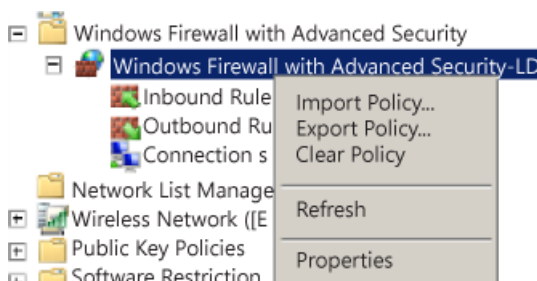 Windows Firewall with Advanced Security
Windows Firewall with Advanced Security-LD
Inbound Rule
Outbound Ru
Connection s
Network List Manage
Wireless Network ([E
Public Key Policies
Software Restriction
Import Policy...
Export Policy...
Clear Policy
Refresh
Properties